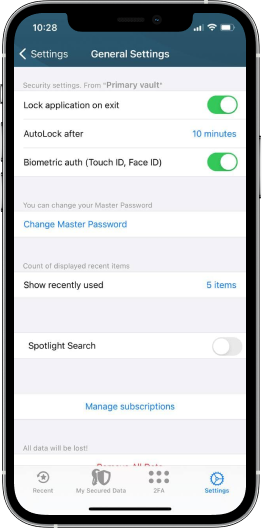 10:28
Settings
General Settings
Security settings. From "Primary vault"
Lock application on exit
AutoLock after
10 minutes
Biometric auth (Touch ID, Face ID)
You can change your Master Password
Change Master Password
Count of displayed recent items
Show recently used
5 items
Spotlight Search
Manage subscriptions
All data will be lost!
Remove All Data
Recent
My Secured Data
2FA
Settings